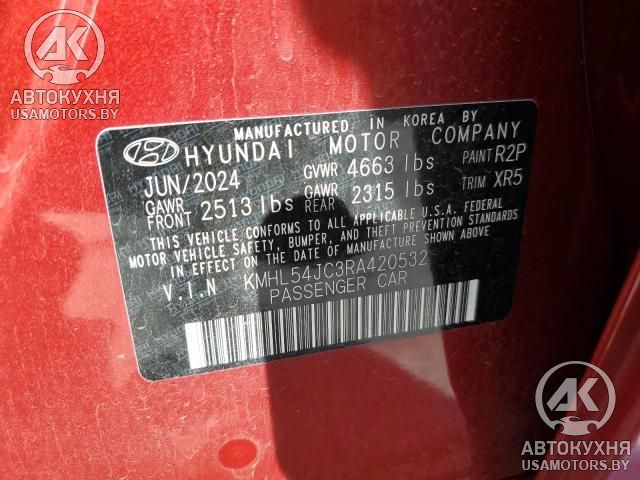 АК
АВТОКУХНЯ
USAMOTORS.BY
MANUFACTURED IN KOREA BY
HYUNDAI MOTOR COMPANY
JUN/2024 GVWR 4663 lbs PAINT R2P
GAWR FRONT 2513 lbs GAWR REAR 2315 lbs TRIM XR5
THIS VEHICLE CONFORMS TO ALL APPLICABLE U.S.A. FEDERAL
MOTOR VEHICLE SAFETY, BUMPER, AND THEFT PREVENTION STANDARDS
IN EFFECT ON THE DATE OF MANUFACTURE SHOWN ABOVE.
V.I.N KMHL54JC3RA420532
PASSENGER CAR
АК
АВТОКУХНЯ
USAMOTORS.BY